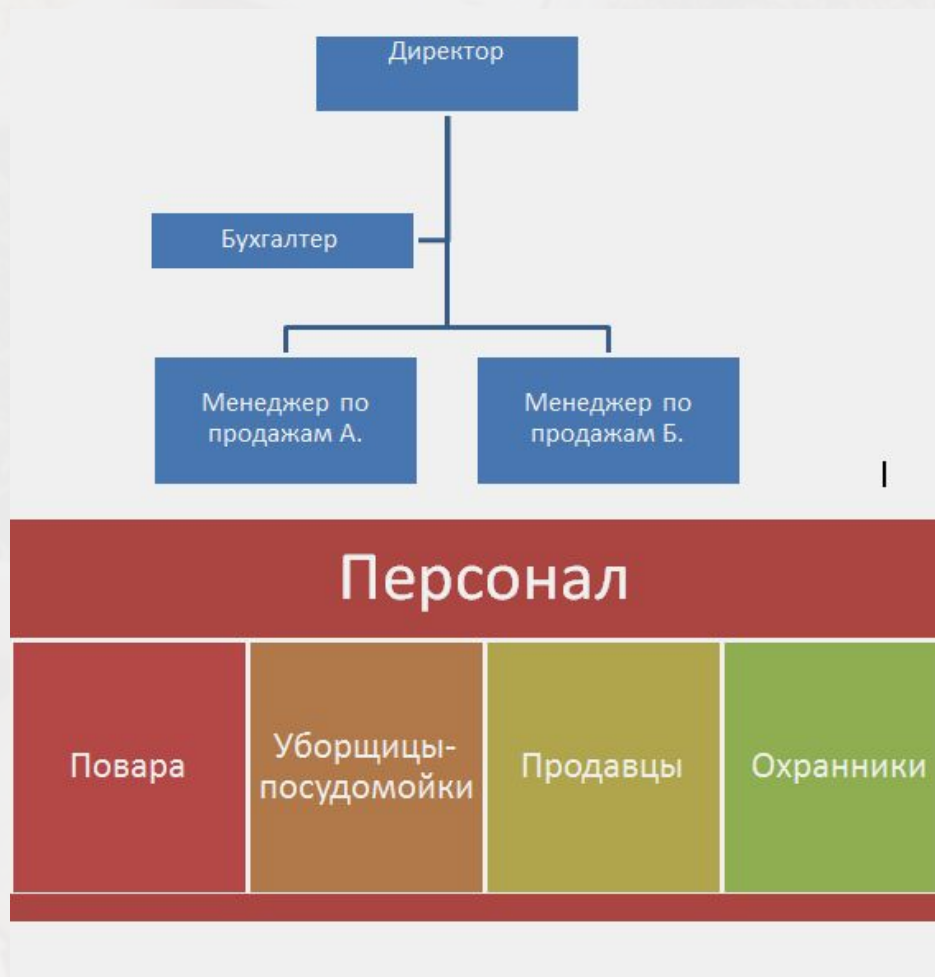 Директор
Бухгалтер
Менеджер по
продажам А.
Менеджер по
продажам Б.
Персонал
Повара
Уборщицы-
посудомойки
Продавцы
Охранники